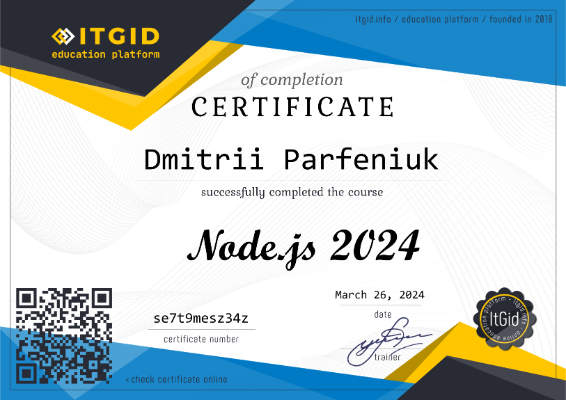 ITGID
education platform
itgid.info / education platform / founded in 2018
of completion
CERTIFICATE
Dmitrii Parfeniuk
successfully completed the course
Node.js 2024
se7t9mesz34z
certificate number
March 26, 2024
date
trainer
ItGid
< check certificate online